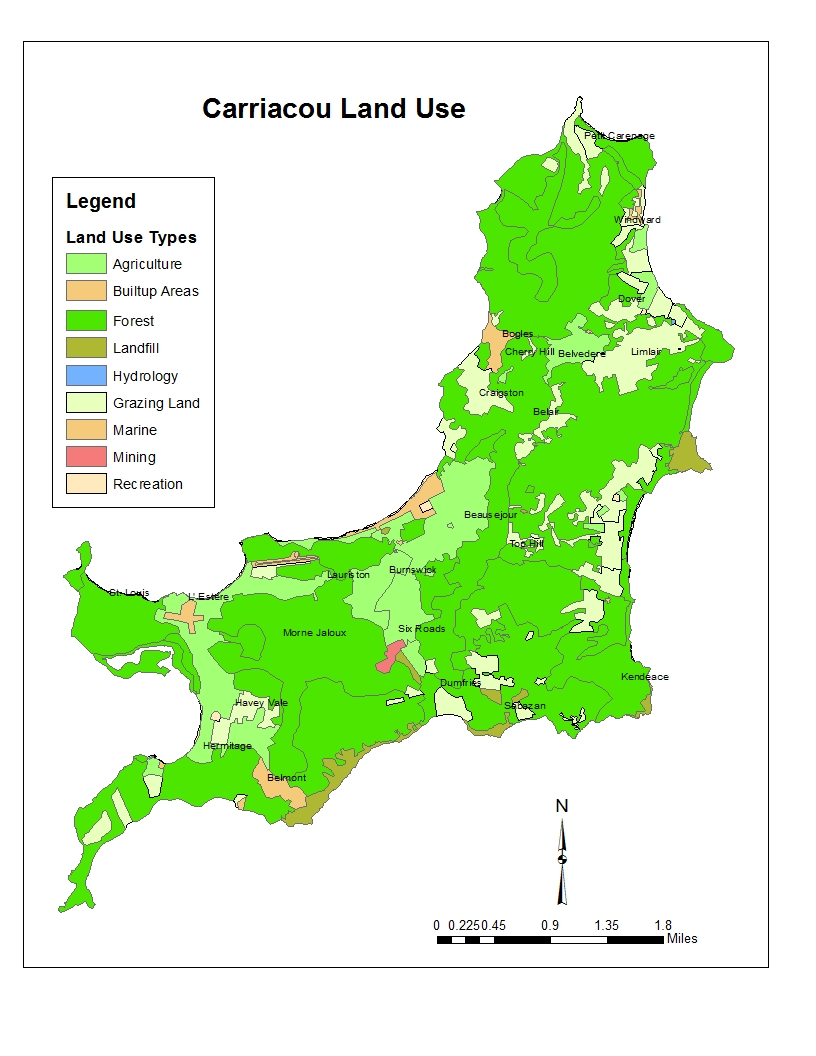 Carriacou Land Use
Legend
Land Use Types
Agriculture
Builtup Areas
Forest
Landfill
Hydrology
Grazing Land
Marine
Mining
Recreation
Petit Carenage
Windward
Dover
Bogles
Cherry Hill
Belvedere
Limlair
Craigston
Belair
Beausejour
Top Hill
Burnswick
Lauriston
St. Louis
L'Estere
Six Roads
Morne Jaloux
Kendeace
Dumfries
Sabazan
Havey Vale
Hermitage
Belmont
N
0 0.225 0.45 0.9 1.35 1.8
Miles